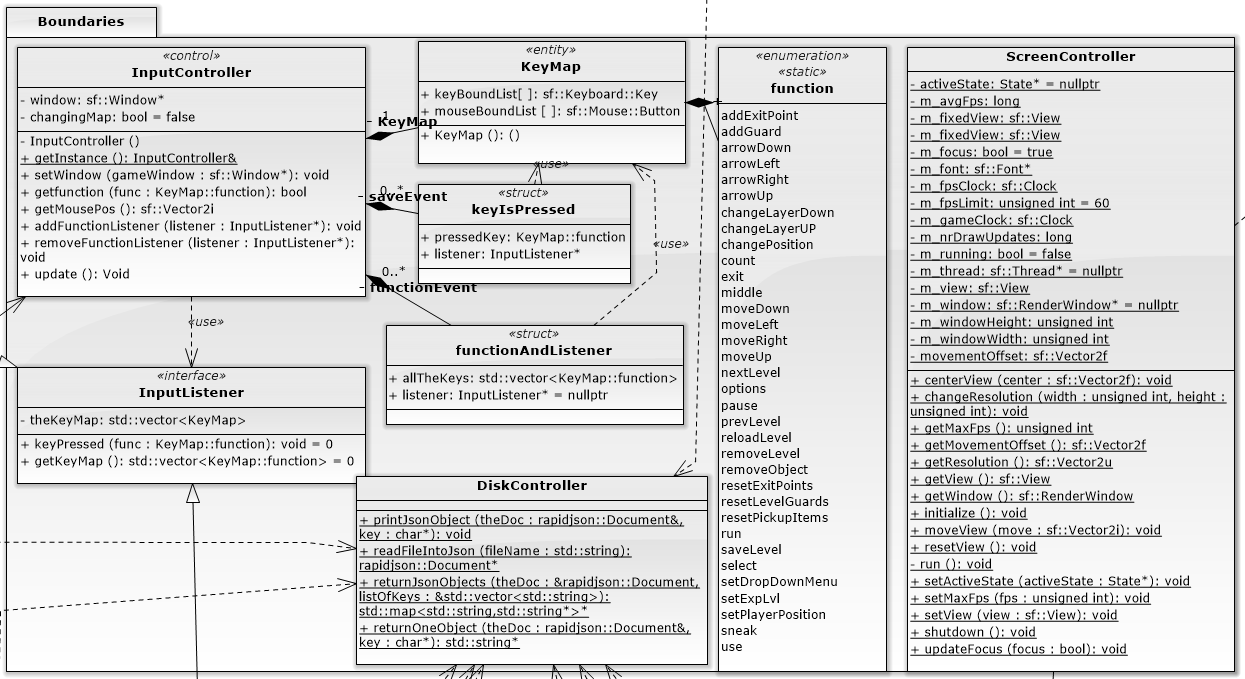 Boundaries
«control»
InputController
- window: sf::Window*
- changingMap: bool = false
- InputController ()
+ getInstance (): InputController&
+ setWindow (gameWindow : sf::Window*): void
+ getfunction (func : KeyMap::function): bool
+ getMousePos (): sf::Vector2i
+ addFunctionListener (listener : InputListener*): void
+ removeFunctionListener (listener : InputListener*):
void
+ update (): Void
1
- KeyMap
0..*
- saveEvent
0..*
- functionEvent
«use»
«interface»
InputListener
- theKeyMap: std::vector<KeyMap>
+ keyPressed (func : KeyMap::function): void = 0
+ getKeyMap (): std::vector<KeyMap::function> = 0
«entity»
KeyMap
+ keyBoundList[ ]: sf::Keyboard::Key
+ mouseBoundList [ ]: sf::Mouse::Button
+ KeyMap (): ()
«use»
«struct»
keyIsPressed
+ pressedKey: KeyMap::function
+ listener: InputListener*
«use»
«struct»
functionAndListener
+ allTheKeys: std::vector<KeyMap::function>
+ listener: InputListener* = nullptr
DiskController
+ printJsonObject (theDoc : rapidjson::Document&,
key : char*): void
+ readFileIntoJson (fileName : std::string):
rapidjson::Document*
+ returnJsonObjects (theDoc : &rapidjson::Document,
listOfKeys : &std::vector<std::string>):
std::map<std::string,std::string*>*
+ returnOneObject (theDoc : rapidjson::Document&,
key : char*): std::string*
+
«enumeration»
«static»
function
addExitPoint
addGuard
arrowDown
arrowLeft
arrowRight
arrowUp
changeLayerDown
changeLayerUP
changePosition
count
exit
middle
moveDown
moveLeft
moveRight
moveUp
nextLevel
options
pause
prevLevel
reloadLevel
removeLevel
removeObject
resetExitPoints
resetLevelGuards
resetPickupItems
run
saveLevel
select
setDropDownMenu
setExpLvl
setPlayerPosition
sneak
use
ScreenController
- activeState: State* = nullptr
- m_avgFps: long
- m_fixedView: sf::View
- m_fixedView: sf::View
- m_focus: bool = true
- m_font: sf::Font*
- m_fpsClock: sf::Clock
- m_fpsLimit: unsigned int = 60
- m_gameClock: sf::Clock
- m_nrDrawUpdates: long
- m_running: bool = false
- m_thread: sf::Thread* = nullptr
- m_view: sf::View
- m_window: sf::RenderWindow* = nullptr
- m_windowHeight: unsigned int
- m_windowWidth: unsigned int
- movementOffset: sf::Vector2f
+ centerView (center : sf::Vector2f): void
+ changeResolution (width : unsigned int, height :
unsigned int): void
+ getMaxFps (): unsigned int
+ getMovementOffset (): sf::Vector2f
+ getResolution (): sf::Vector2u
+ getView (): sf::View
+ getWindow (): sf::RenderWindow
+ initialize (): void
+ moveView (move : sf::Vector2i): void
+ resetView (): void
- run (): void
+ setActiveState (activeState : State*): void
+ setMaxFps (fps : unsigned int): void
+ setView (view : sf::View): void
+ shutdown (): void
+ updateFocus (focus : bool): void